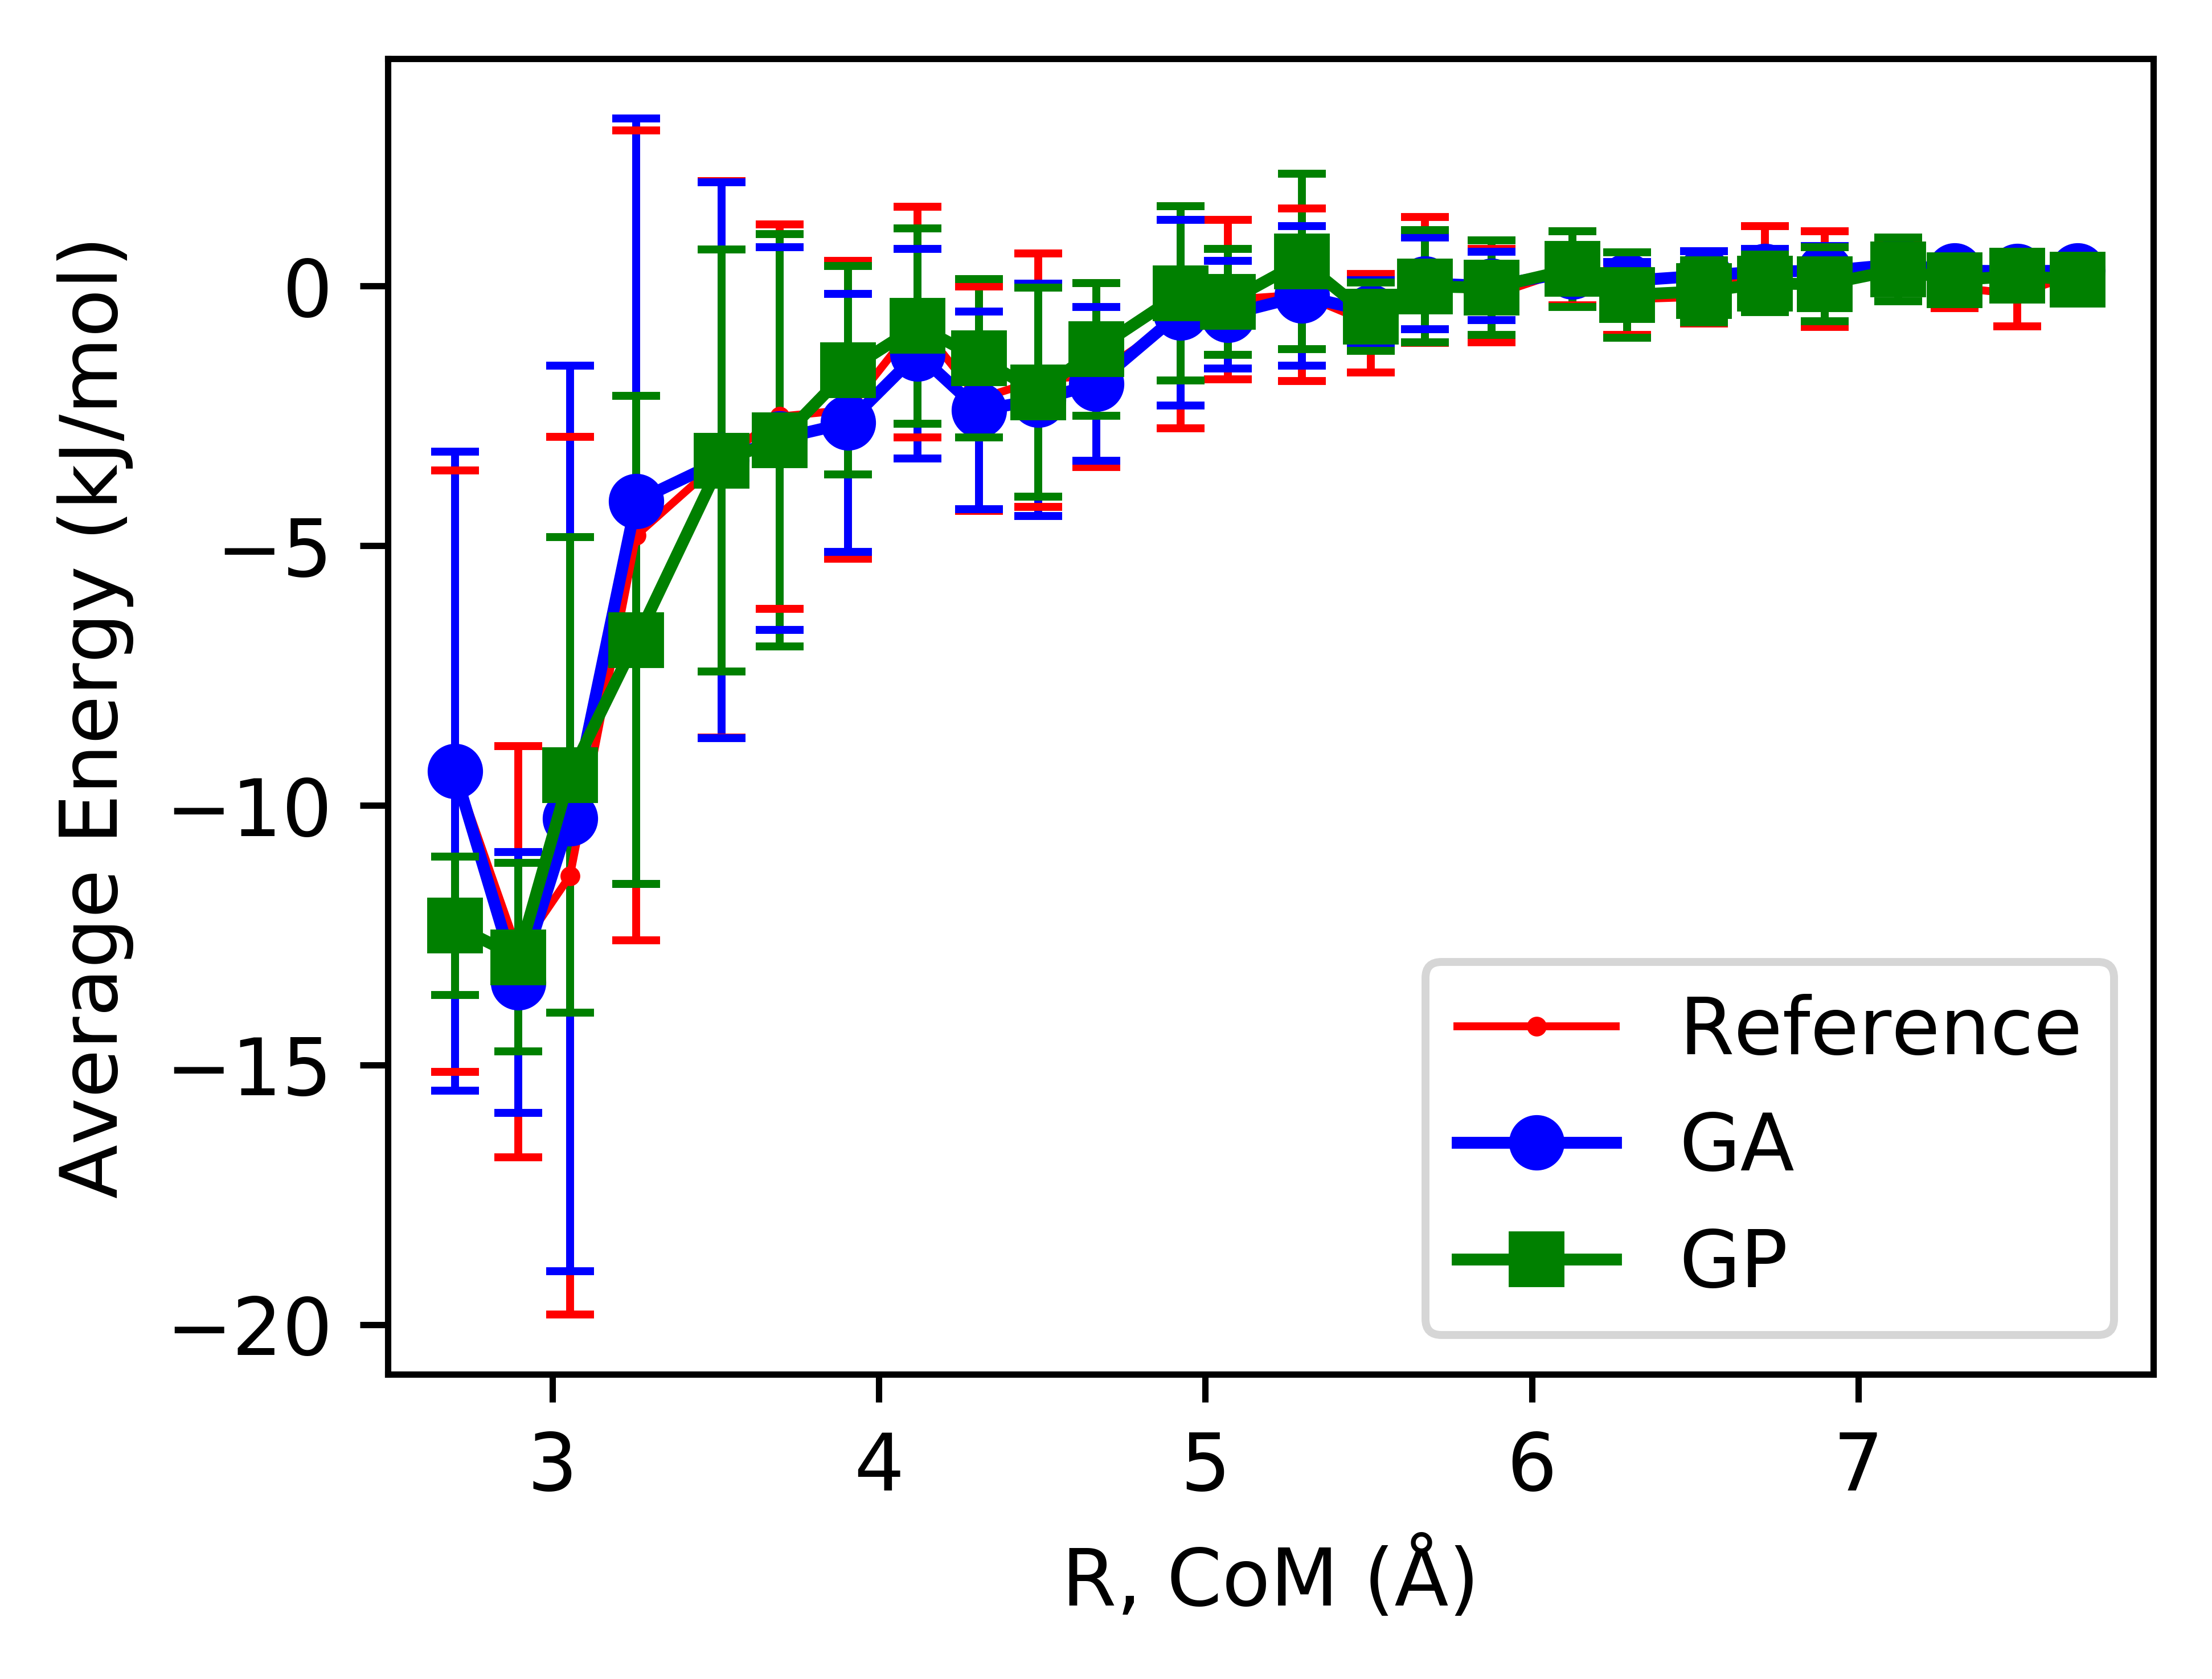 Average Energy (kJ/mol)
0
−5
−10
−15
−20
Reference
GA
GP
3 4 5 6 7
R, CoM (Å)